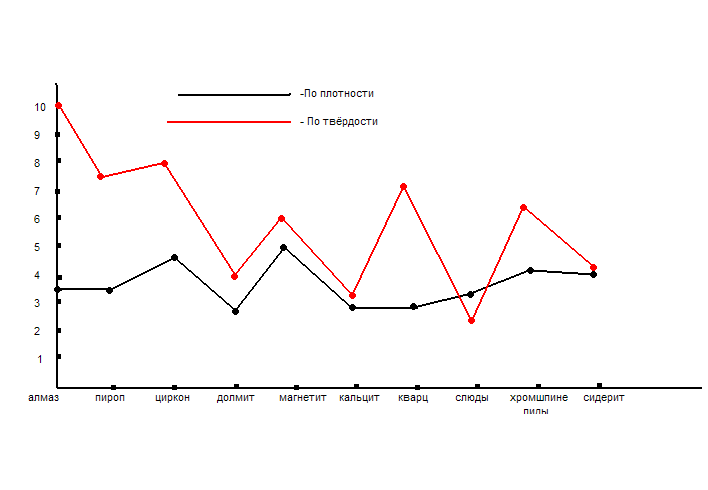 -По плотности
- По твёрдости
10
9
8
7
6
5
4
3
2
1
алмаз пироп циркон долмит магнетит кальцит кварц слюды хромшпине сидерит
лилы